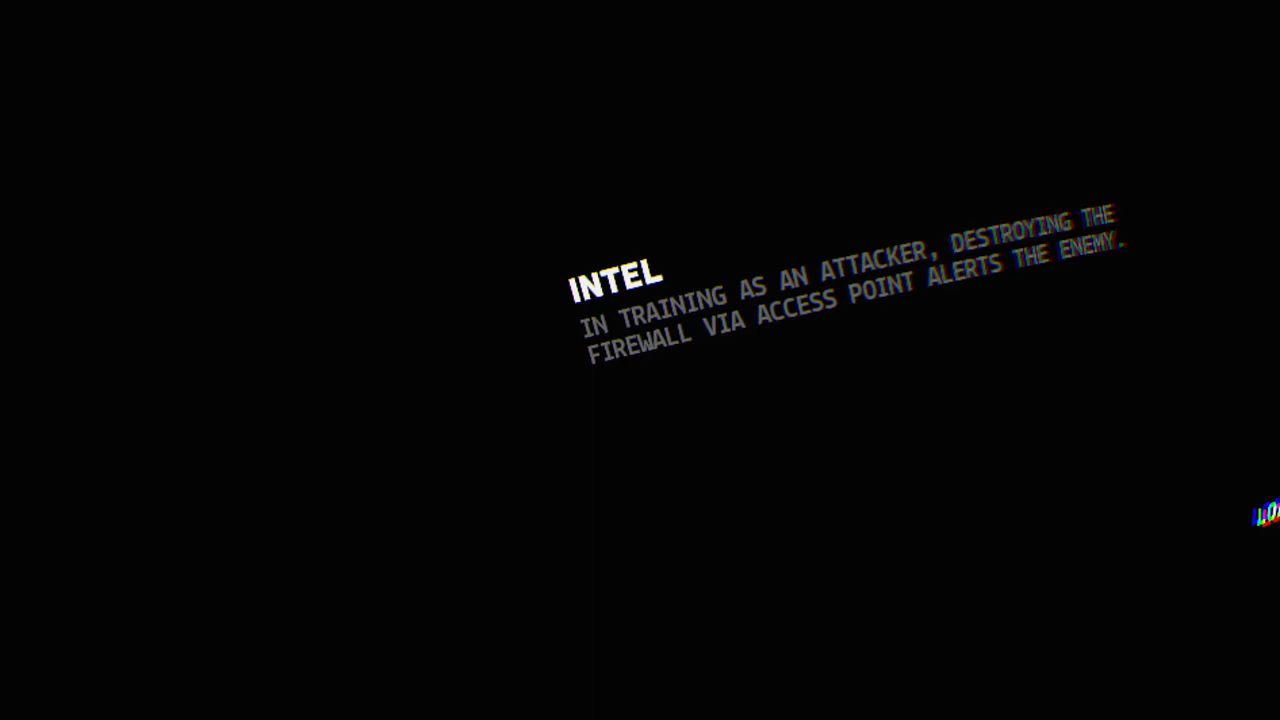 INTEL
IN TRAINING AS AN ATTACKER, DESTROYING THE
FIREWALL VIA ACCESS POINT ALERTS THE ENEMY.